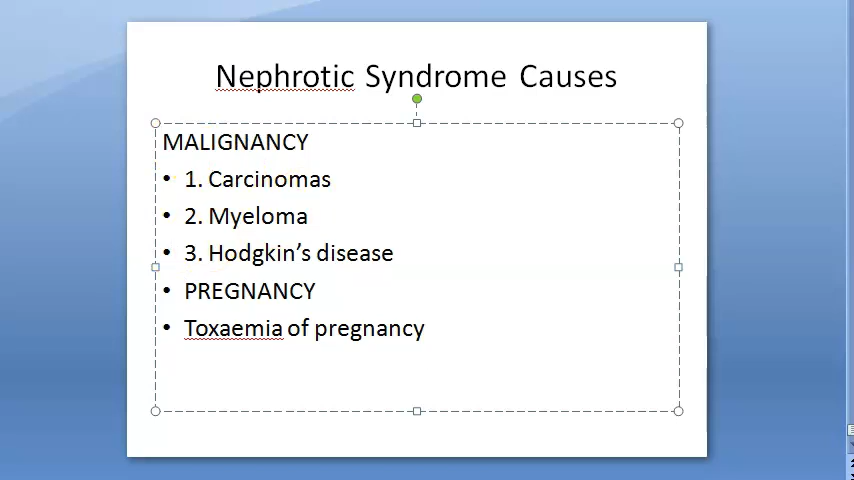 Nephrotic Syndrome Causes
MALIGNANCY
• 1. Carcinomas
• 2. Myeloma
• 3. Hodgkin’s disease
• PREGNANCY
• Toxaemia of pregnancy